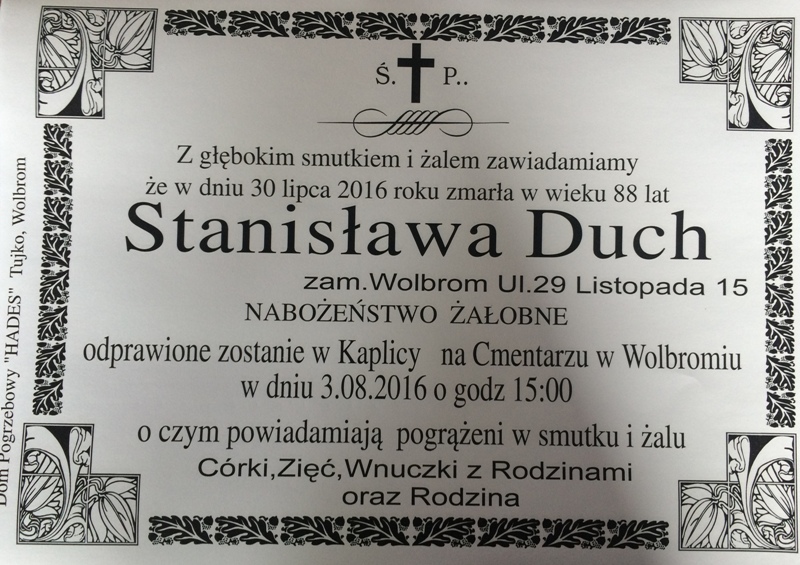 Ś. P..
Z głębokim smutkiem i żalem zawiadamiamy
że w dniu 30 lipca 2016 roku zmarła w wieku 88 lat
Stanisława Duch
zam.Wolbrom Ul.29 Listopada 15
NABOŻEŃSTWO ŻAŁOBNE
odprawione zostanie w Kaplicy na Cmentarzu w Wolbromiu
w dniu 3.08.2016 o godz 15:00
o czym powiadamiają pogrążeni w smutku i żalu
Córki,Zięć,Wnuczki z Rodzinami
oraz Rodzina
Dom Pogrzebowy "HADES" Tujko, Wolbrom